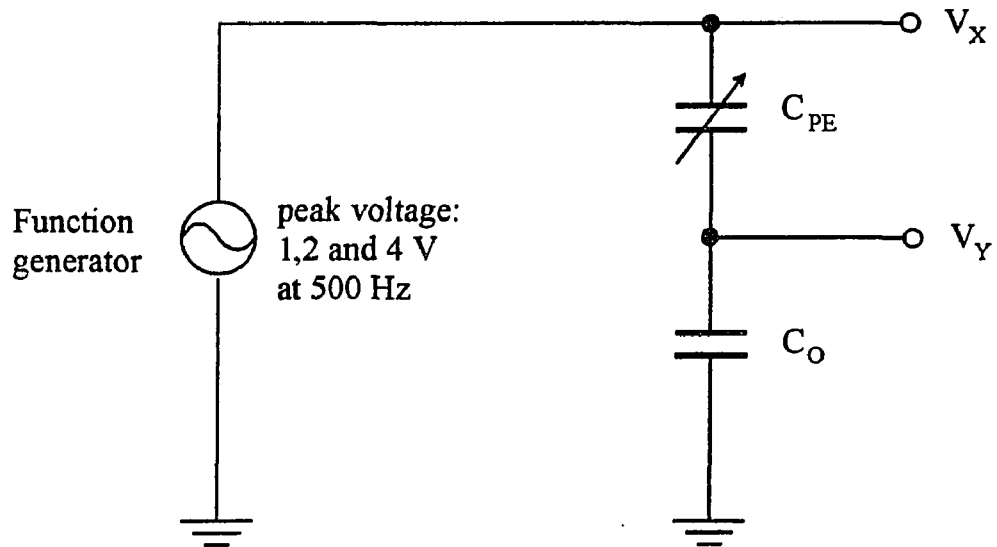 V_X
C_PE
Function
generator
peak voltage:
1,2 and 4 V
at 500 Hz
V_Y
C_O